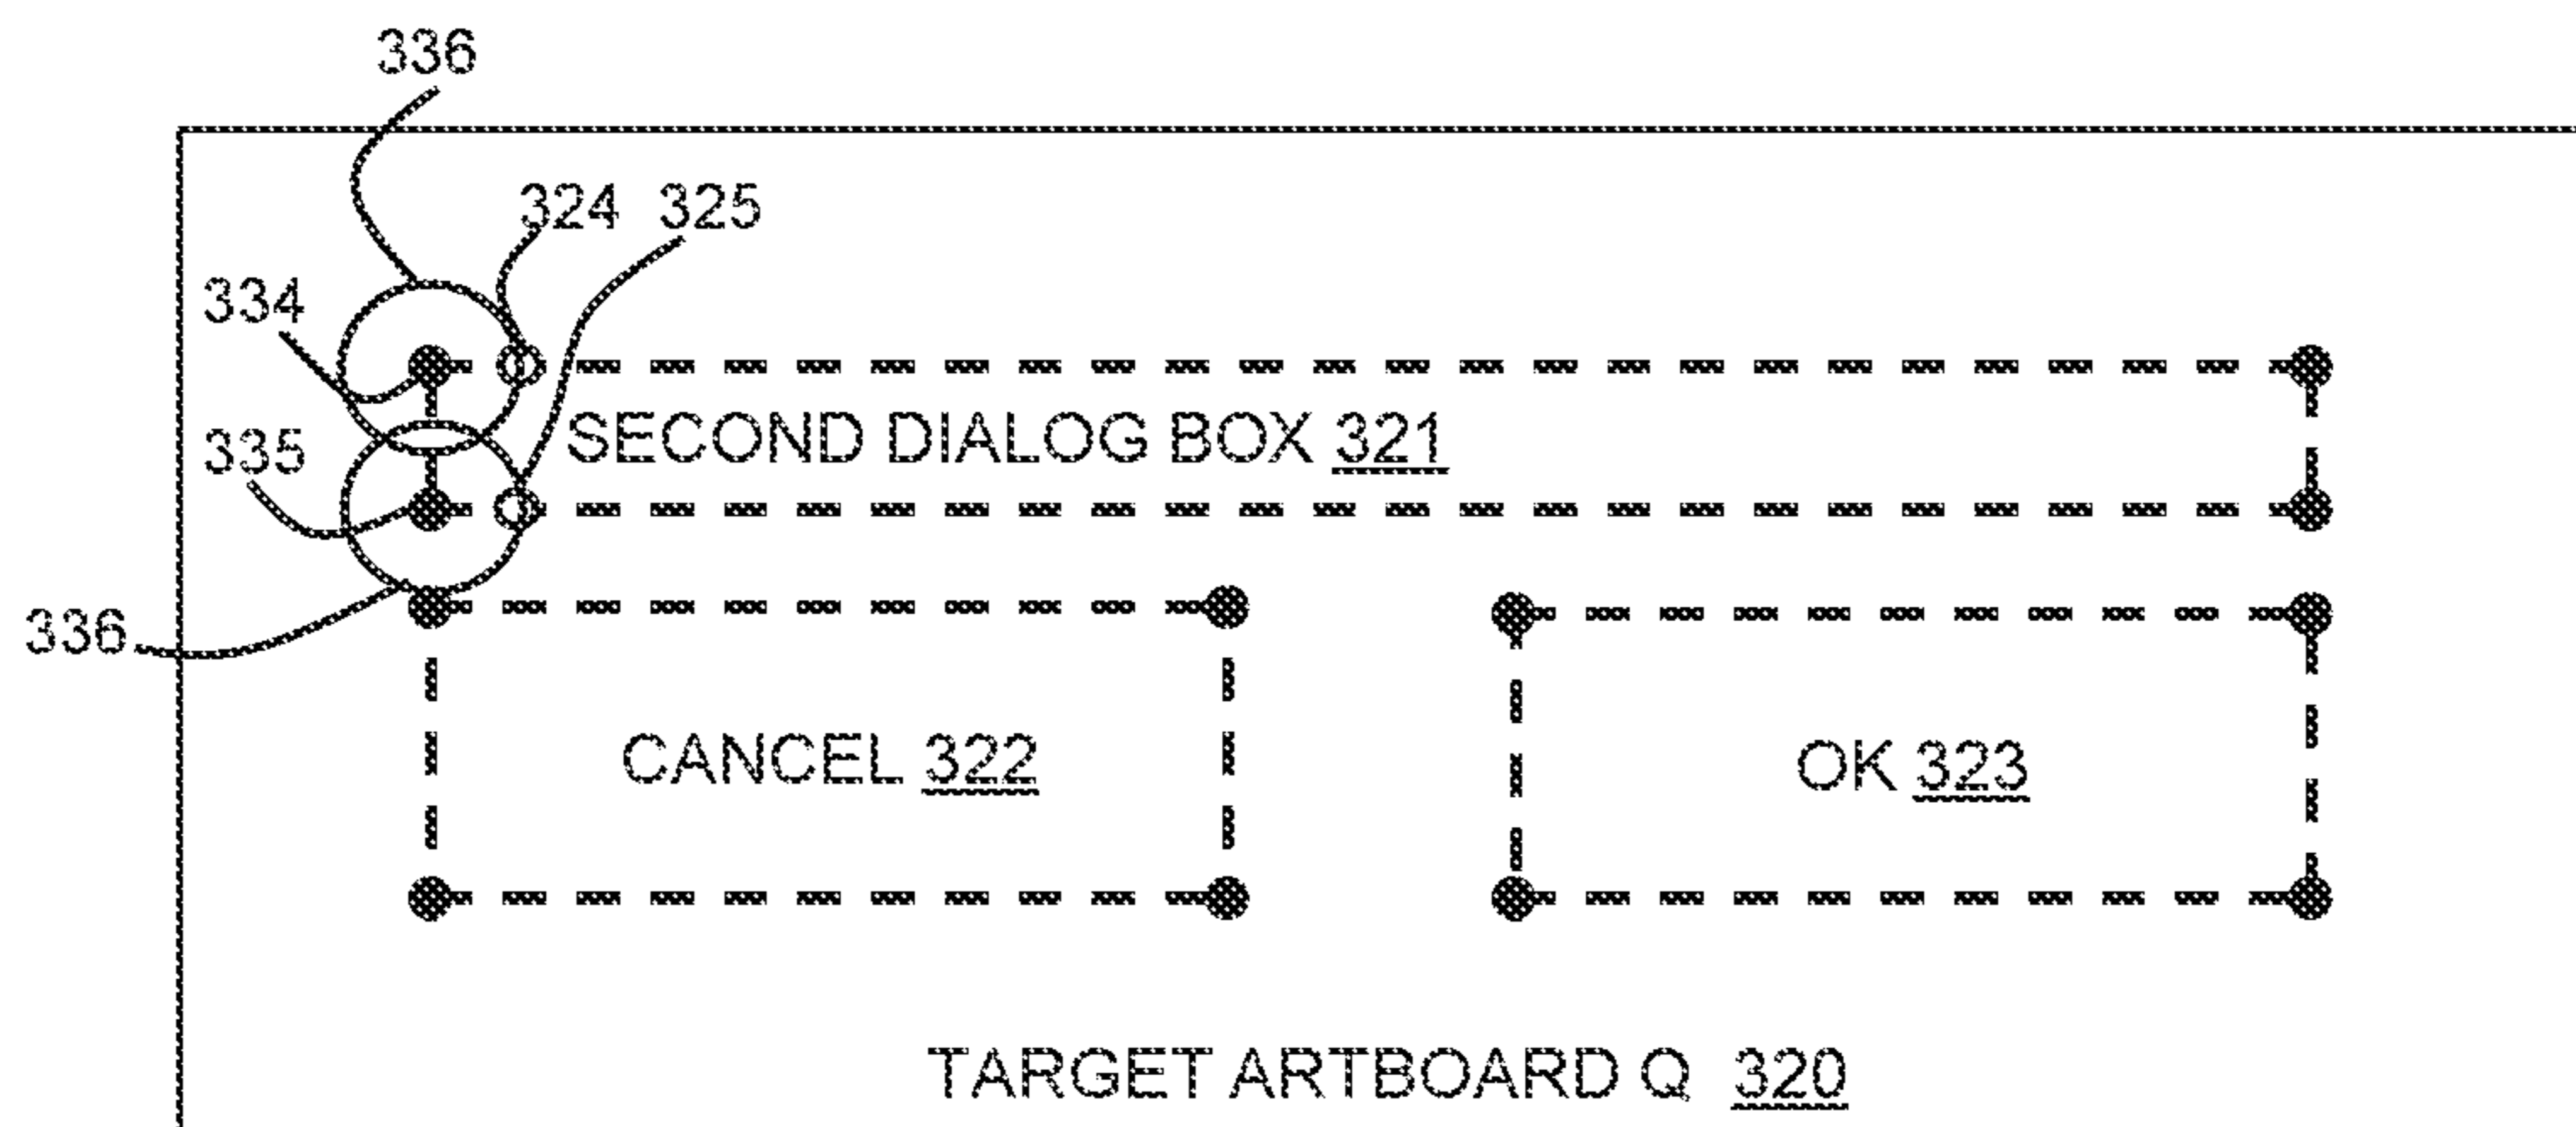 336
324 325
334
SECOND DIALOG BOX 321
335
336
CANCEL 322
OK 323
TARGET ARTBOARD Q 320